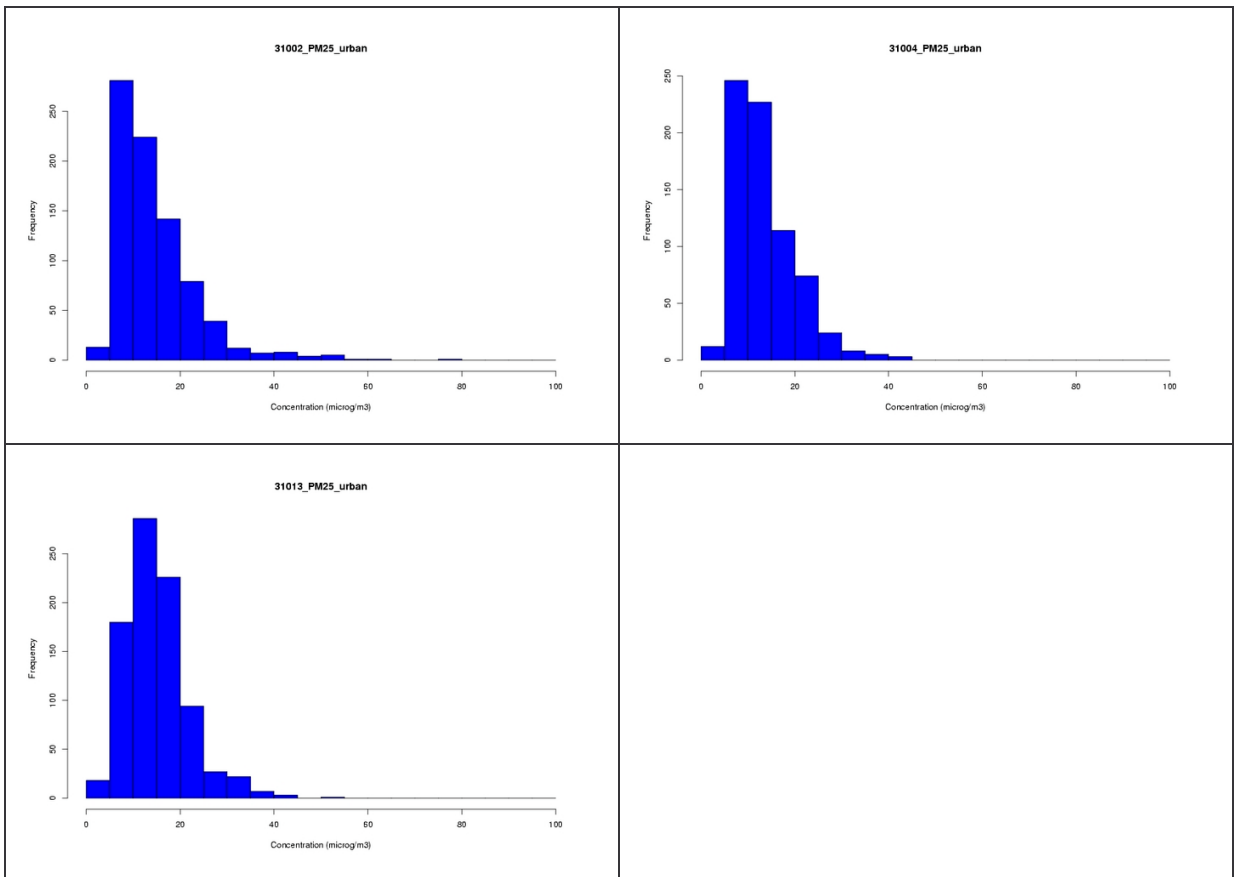 31002_PM25_urban
Frequency
250
200
150
100
50
0
0 20 40 60 80 100
Concentration (microg/m3)
31004_PM25_urban
Frequency
250
200
150
100
50
0
0 20 40 60 80 100
Concentration (microg/m3)
31013_PM25_urban
Frequency
250
200
150
100
50
0
0 20 40 60 80 100
Concentration (microg/m3)